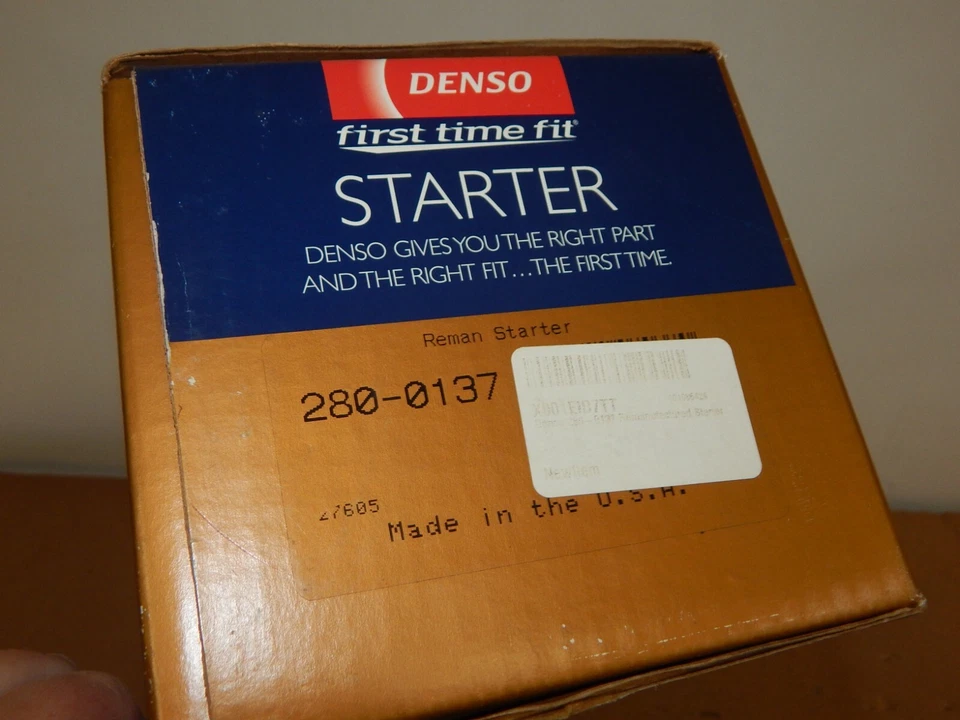 DENSO
first time fit®
STARTER
DENSO GIVES YOU THE RIGHT PART
AND THE RIGHT FIT...THE FIRST TIME.
Reman Starter
280-0137
27605
Made in the U.S.A.